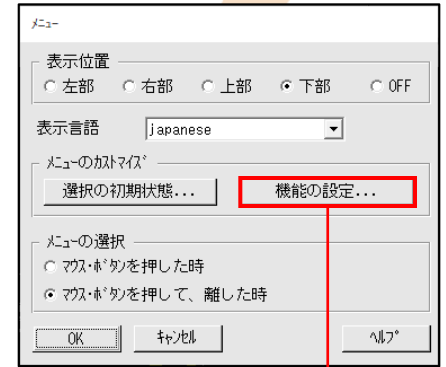 ﾒﾆｭｰ
表示位置
左部 右部 上部 下部 OFF
表示言語 japanese
ﾒﾆｭｰのｶｽﾄﾏｲｽﾞ
選択の初期状態... 機能の設定...
ﾒﾆｭｰの選択
ﾏｳｽ･ﾎﾞﾀﾝを押した時
ﾏｳｽ･ﾎﾞﾀﾝを押して、離した時
OK ｷｬﾝｾﾙ ﾍﾙﾌﾟ